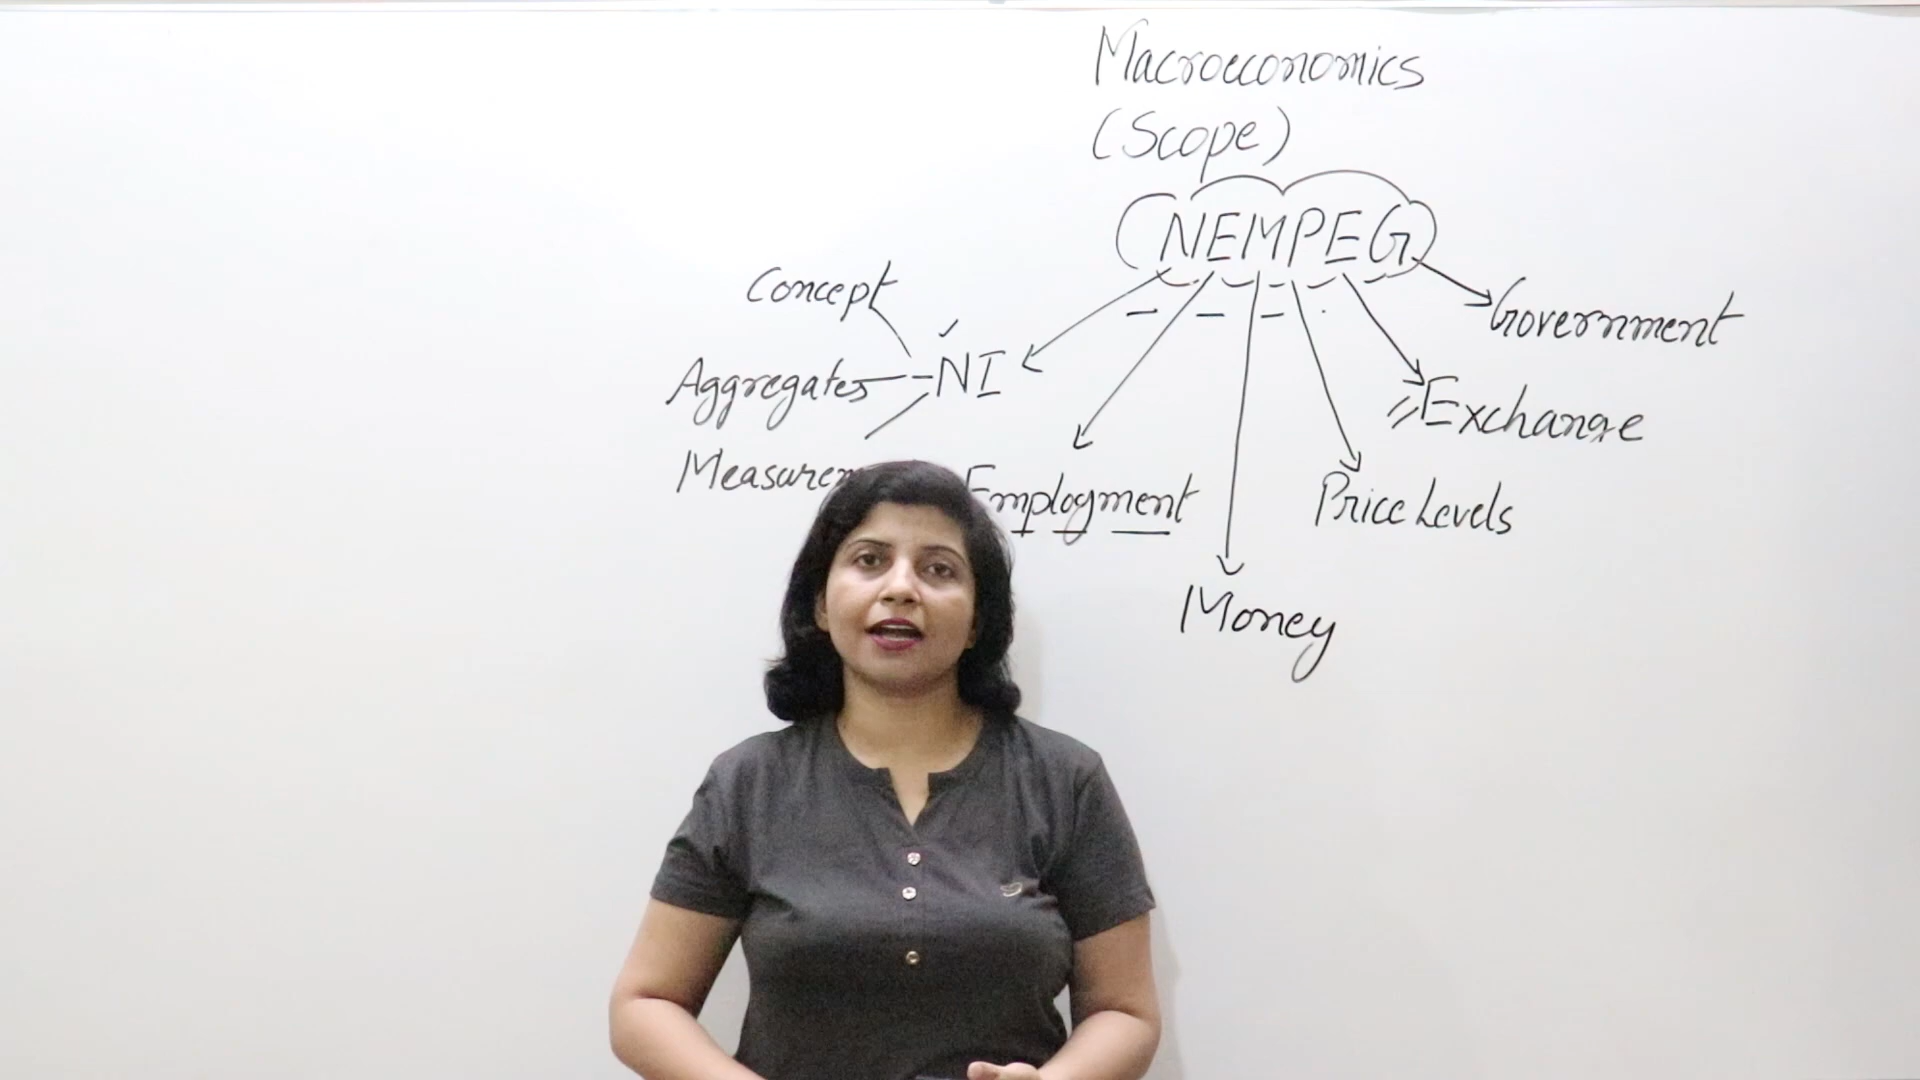 Macroeconomics
(Scope)
NEMPEG
Concept
Aggregates
NI
Government
Exchange
Employment
Price Levels
Money